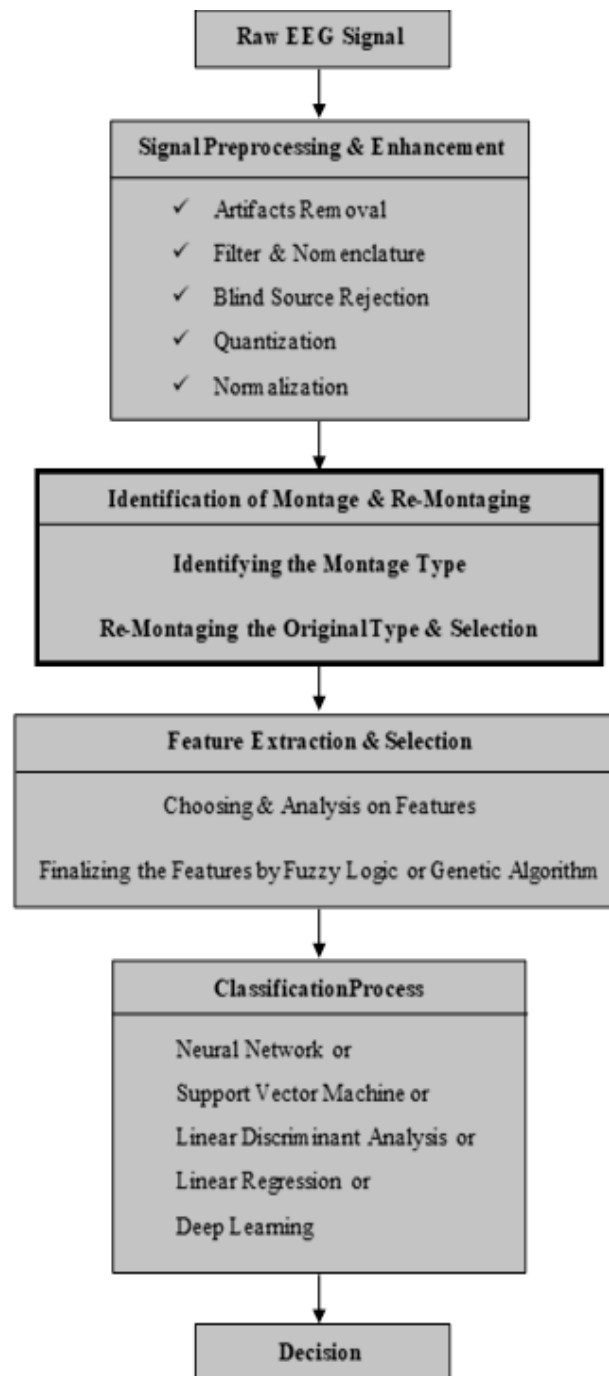 Raw EEG Signal
Signal Preprocessing & Enhancement
✓ Artifacts Removal
✓ Filter & Nomenclature
✓ Blind Source Rejection
✓ Quantization
✓ Normalization
Identification of Montage & Re-Montaging
Identifying the Montage Type
Re-Montaging the Original Type & Selection
Feature Extraction & Selection
Choosing & Analysis on Features
Finalizing the Features by Fuzzy Logic or Genetic Algorithm
Classification Process
Neural Network or
Support Vector Machine or
Linear Discriminant Analysis or
Linear Regression or
Deep Learning
Decision